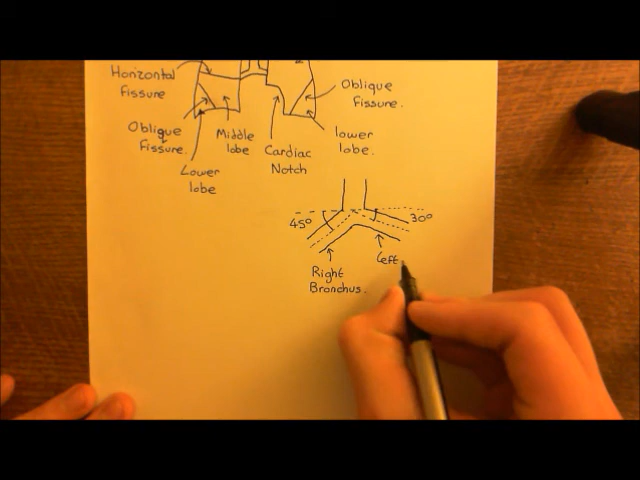 Horizontal
Fissure
Oblique
Fissure.
Oblique
Fissure.
Middle
lobe
Cardiac
Notch
lower
lobe.
Lower
lobe
45°
30°
Right
Bronchus.
Left